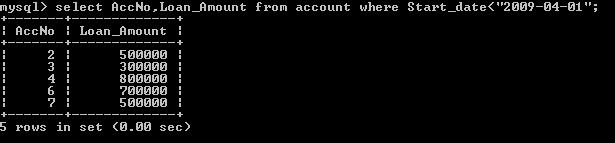 mysql> select AccNo,Loan_Amount from account where Start_date<"2009-04-01";
+-------+-------------+
| AccNo | Loan_Amount |
+-------+-------------+
| 2 | 500000 |
| 3 | 300000 |
| 4 | 800000 |
| 6 | 700000 |
| 7 | 500000 |
+-------+-------------+
5 rows in set (0.00 sec)